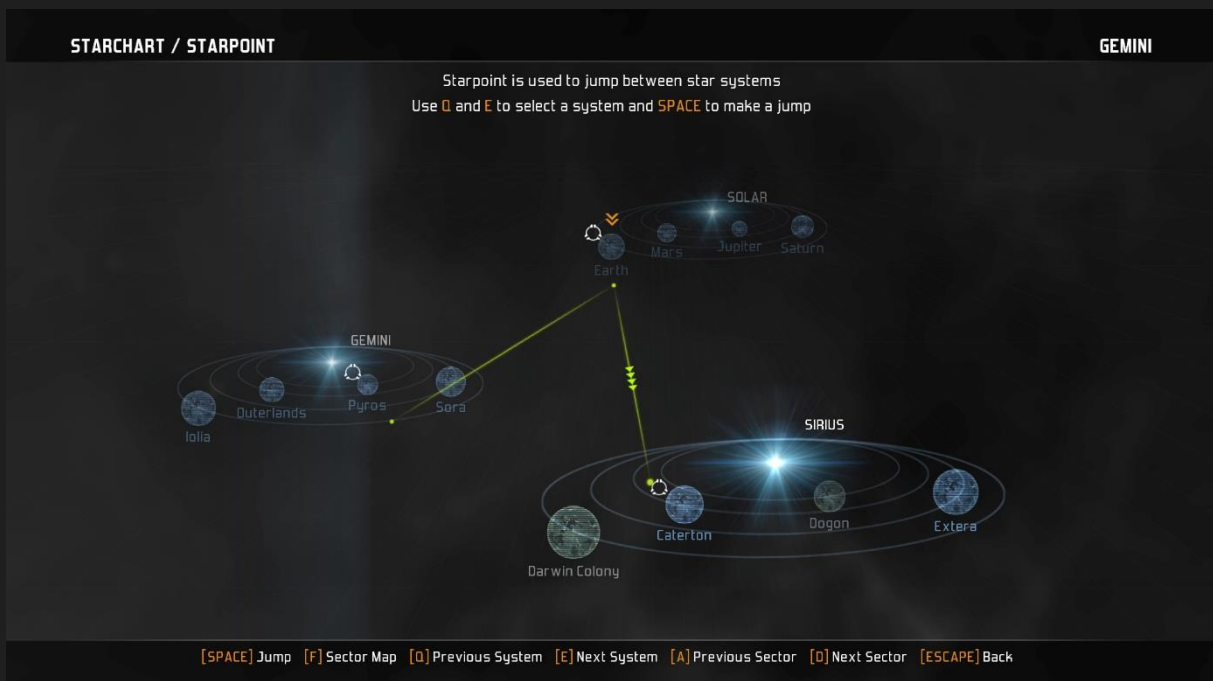 STARCHART / STARPOINT
GEMINI
Starpoint is used to jump between star systems
Use Q and E to select a system and SPACE to make a jump
SOLAR
Earth
Mars
Jupiter
Saturn
GEMINI
Iolia
Outerlands
Pyros
Sora
SIRIUS
Darwin Colony
Caterton
Dogon
Extera
[SPACE] Jump [F] Sector Map [Q] Previous System [E] Next System [A] Previous Sector [D] Next Sector [ESCAPE] Back